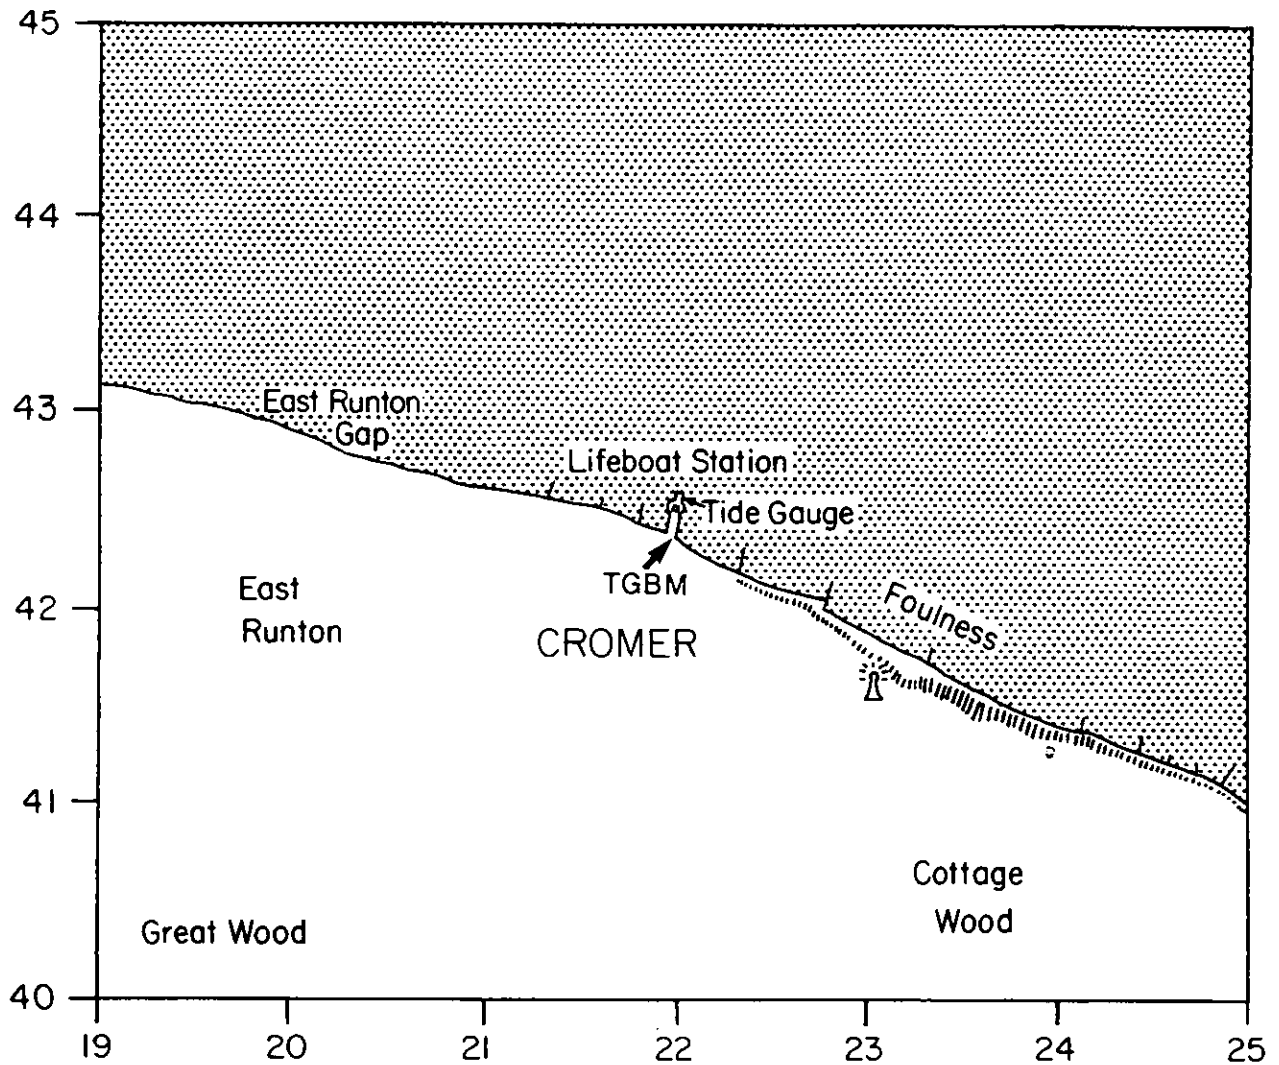 45
44
43
East Runton
Gap
Lifeboat Station
Tide Gauge
TGBM
East
Runton
42
CROMER
Foulness
41
Cottage
Wood
Great Wood
40
19 20 21 22 23 24 25